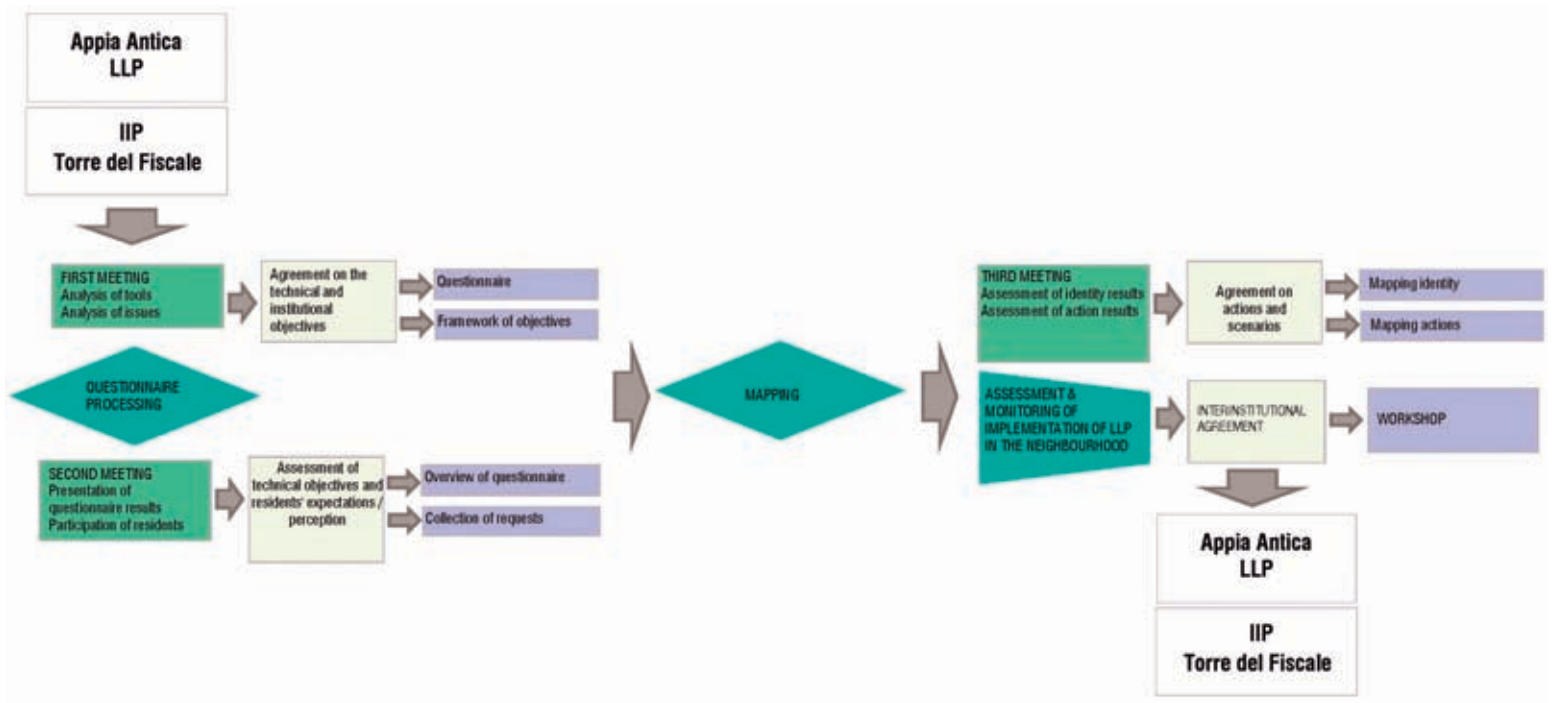 Appia Antica
LLP
IIP
Torre del Fiscale
FIRST MEETING
Analysis of tools
Analysis of issues
Agreement on the
technical and
institutional
objectives
Questionnaire
Framework of objectives
QUESTIONNAIRE
PROCESSING
SECOND MEETING
Presentation of
questionnaire results
Participation of residents
Assessment of
technical objectives and
residents' expectations /
perception
Overview of questionnaire
Collection of requests
MAPPING
THIRD MEETING
Assessment of identity results
Assessment of action results
Agreement on
actions and
scenarios
Mapping identity
Mapping actions
ASSESSMENT &
MONITORING OF
IMPLEMENTATION OF LLP
IN THE NEIGHBOURHOOD
INTERINSTITUTIONAL
AGREEMENT
WORKSHOP
Appia Antica
LLP
IIP
Torre del Fiscale